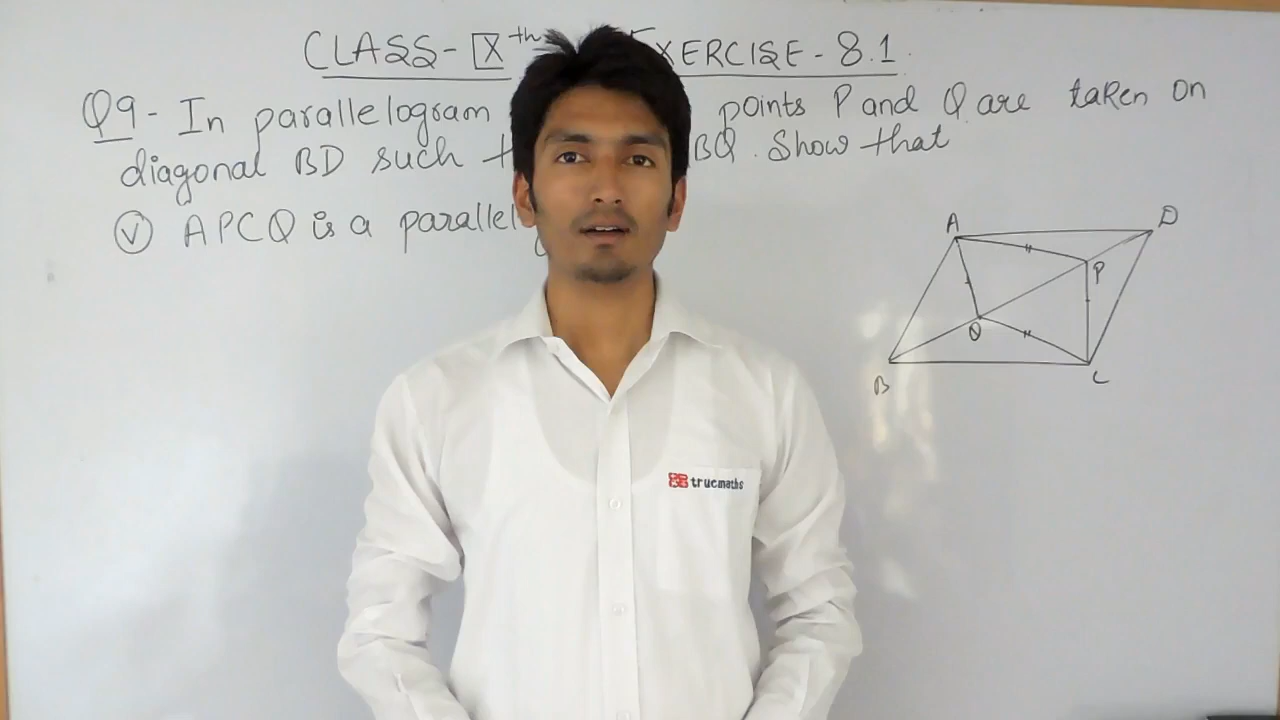 CLASS-IXth EXERCISE-8.1
Q9- In parallelogram points P and Q are taken on
diagonal BD such BQ. Show that
(V) APCQ is a parallel
A
D
P
Q
B
C
truemaths